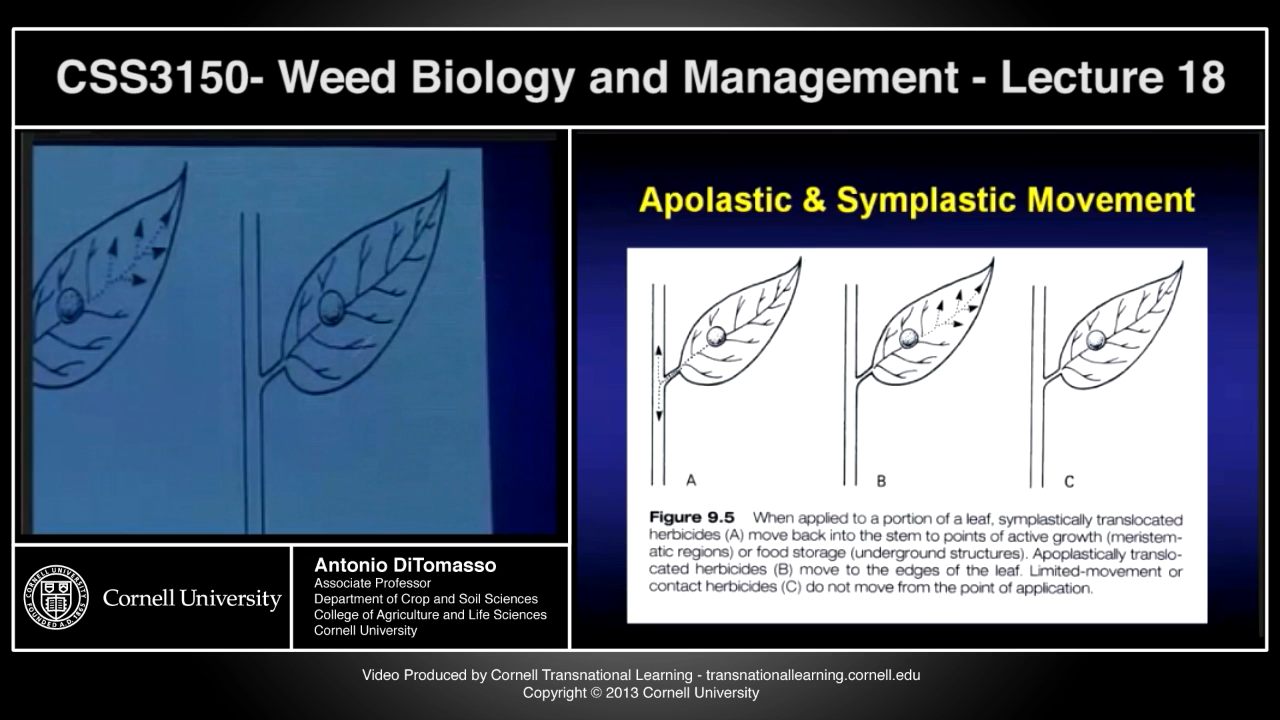 CSS3150- Weed Biology and Management - Lecture 18
Apolastic & Symplastic Movement
A
B
C
Figure 9.5 When applied to a portion of a leaf, symplastically translocated
herbicides (A) move back into the stem to points of active growth (meristem-
atic regions) or food storage (underground structures). Apoplastically translo-
cated herbicides (B) move to the edges of the leaf. Limited-movement or
contact herbicides (C) do not move from the point of application.
Cornell University
Antonio DiTomasso
Associate Professor
Department of Crop and Soil Sciences
College of Agriculture and Life Sciences
Cornell University
Video Produced by Cornell Transnational Learning - transnationallearning.cornell.edu
Copyright © 2013 Cornell University